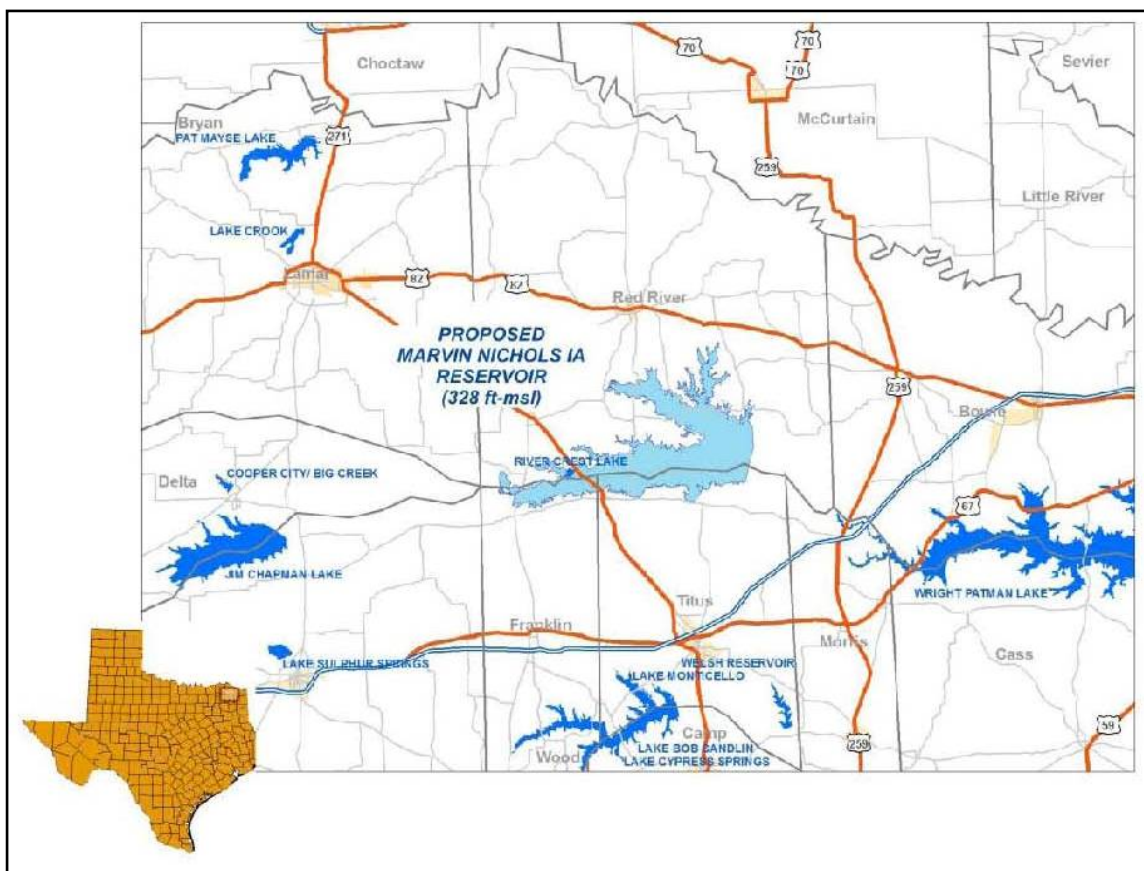 70
70
70
Choctaw
Sevier
Bryan
McCurtain
PAT MAYSE LAKE
271
259
Little River
LAKE CROOK
Lamar
82
82
Red River
PROPOSED
MARVIN NICHOLS IA
RESERVOIR
(328 ft-msl)
259
Bowie
RIVER CREST LAKE
COOPER CITY/ BIG CREEK
Delta
67
JIM CHAPMAN LAKE
WRIGHT PATMAN LAKE
Titus
Franklin
Morris
Cass
LAKE SULPHUR SPRINGS
WELSH RESERVOIR
LAKE MONTICELLO
Camp
59
Wood
LAKE BOB SANDLIN
LAKE CYPRESS SPRINGS
259